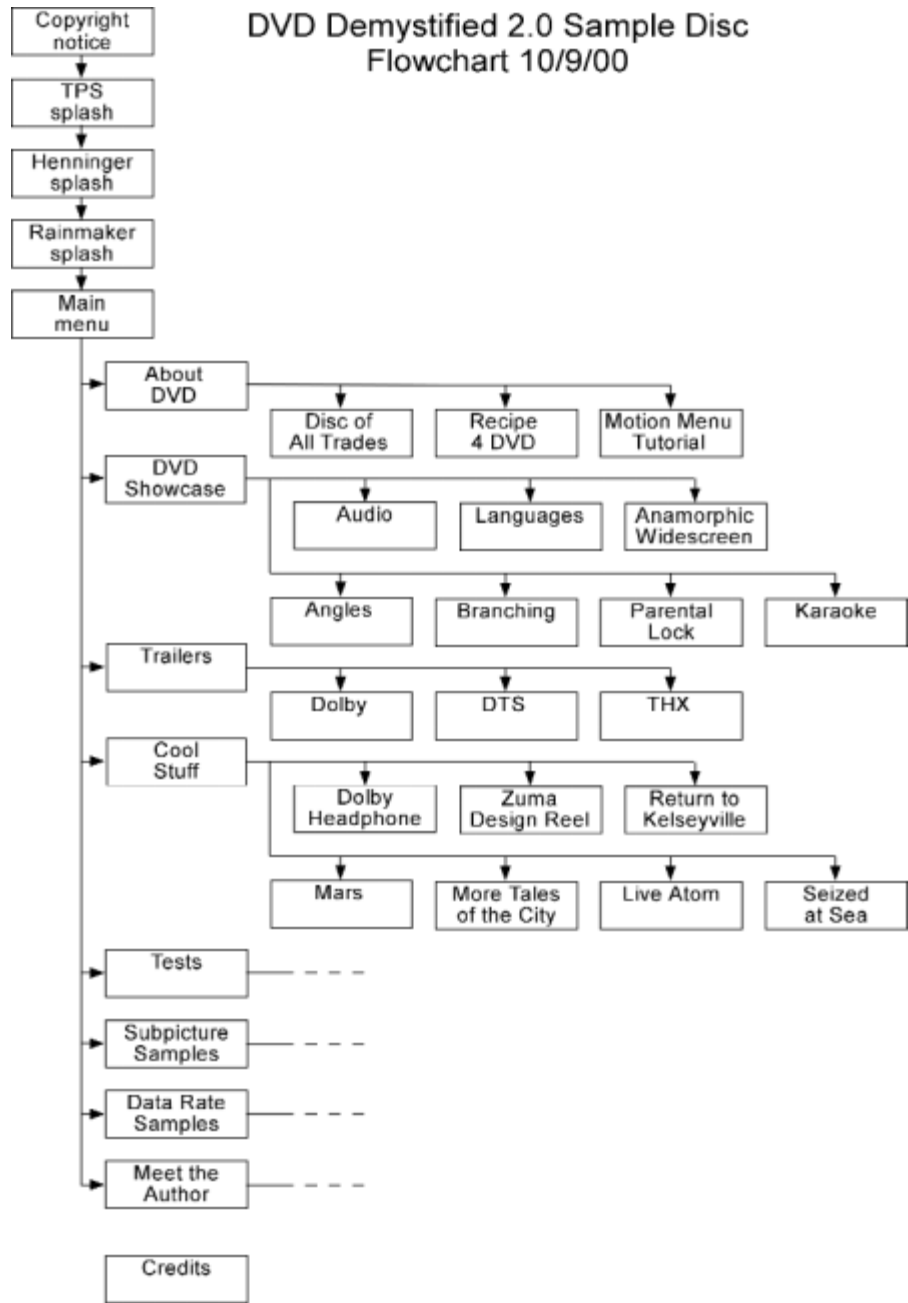 DVD Demystified 2.0 Sample Disc
Flowchart 10/9/00
Copyright
notice
TPS
splash
Henninger
splash
Rainmaker
splash
Main
menu
About
DVD
Disc of
All Trades
Recipe
4 DVD
Motion Menu
Tutorial
DVD
Showcase
Audio
Languages
Anamorphic
Widescreen
Angles
Branching
Parental
Lock
Karaoke
Trailers
Dolby
DTS
THX
Cool
Stuff
Dolby
Headphone
Zuma
Design Reel
Return to
Kelseyville
Mars
More Tales
of the City
Live Atom
Seized
at Sea
Tests
Subpicture
Samples
Data Rate
Samples
Meet the
Author
Credits